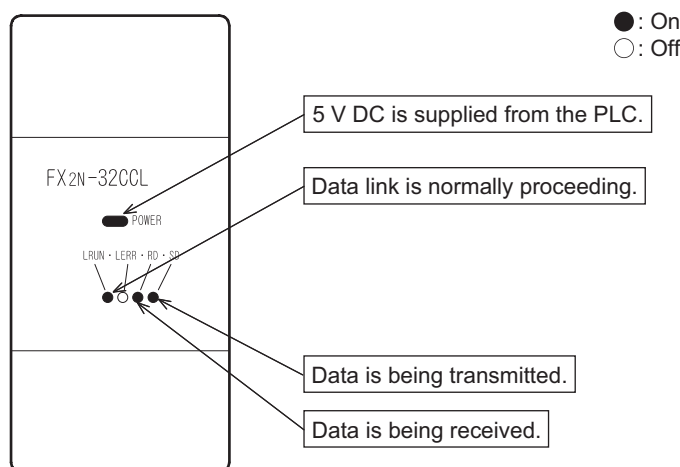 ●: On
○: Off
5 V DC is supplied from the PLC.
FX2N-32CCL
Data link is normally proceeding.
POWER
LRUN・LERR・RD・SD
Data is being transmitted.
Data is being received.